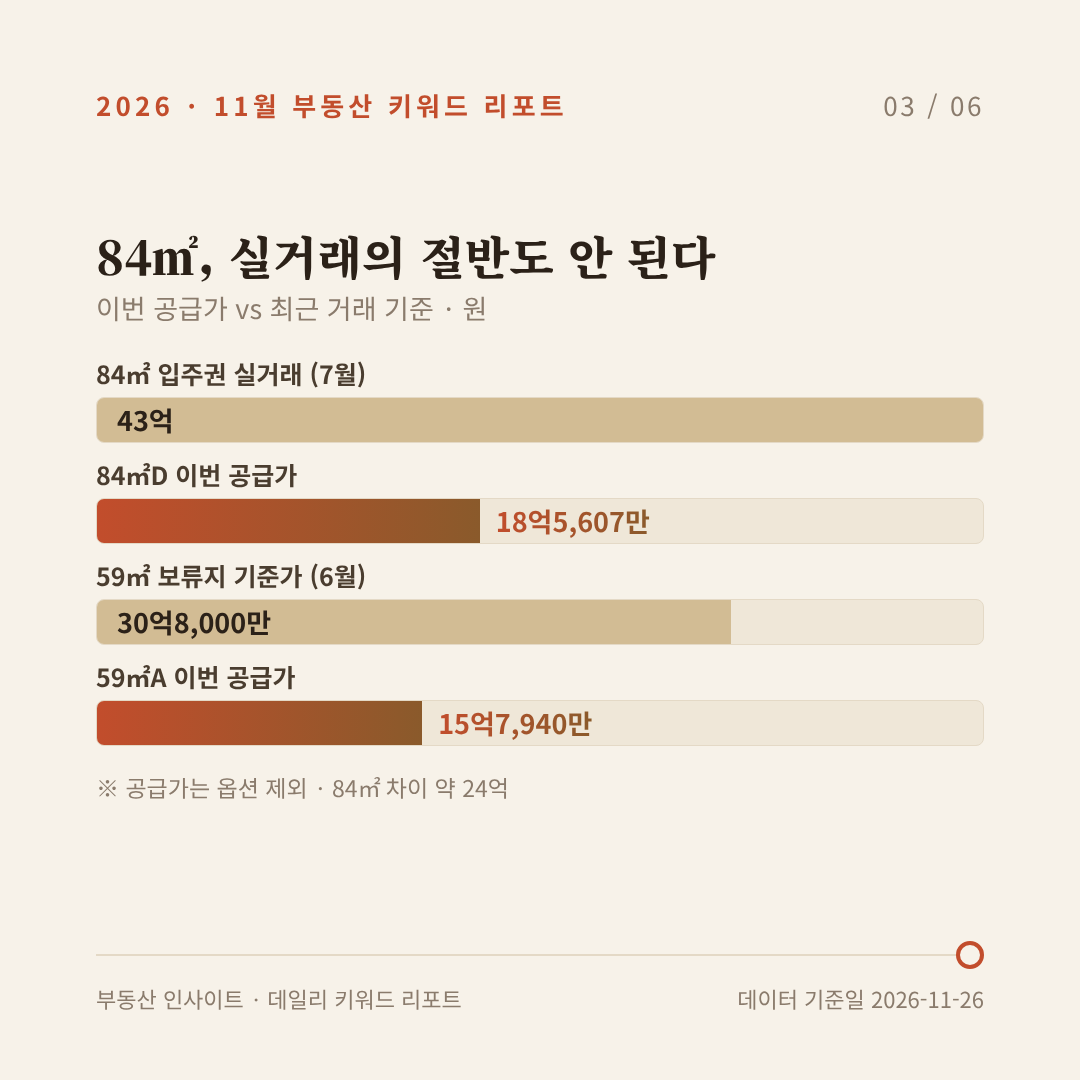 2026 · 11월 부동산 키워드 리포트
03 / 06
84㎡, 실거래의 절반도 안 된다
이번 공급가 vs 최근 거래 기준 · 원
84㎡ 입주권 실거래 (7월)
43억
84㎡D 이번 공급가
18억5,607만
59㎡ 보류지 기준가 (6월)
30억8,000만
59㎡A 이번 공급가
15억7,940만
※ 공급가는 옵션 제외 · 84㎡ 차이 약 24억
부동산 인사이트 · 데일리 키워드 리포트
데이터 기준일 2026-11-26